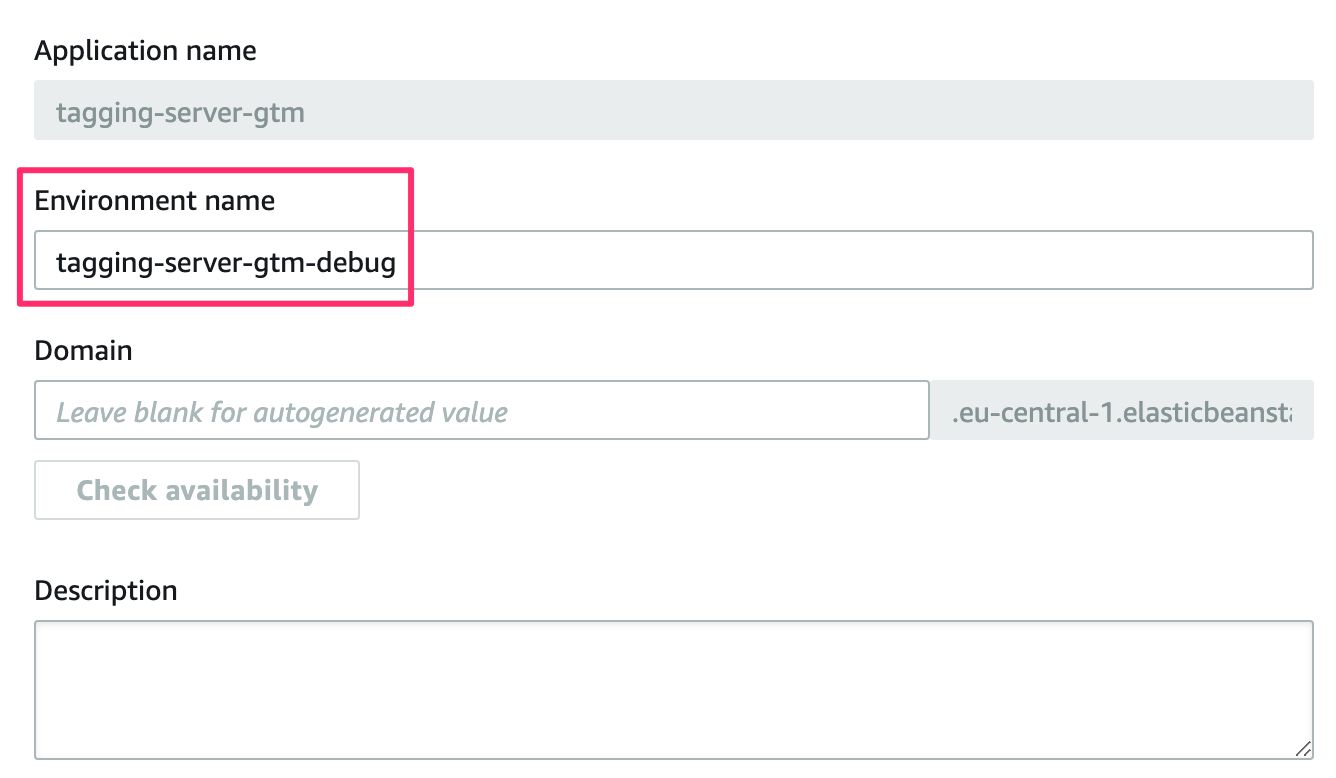 Application name
tagging-server-gtm
Environment name
tagging-server-gtm-debug
Domain
Leave blank for autogenerated value
.eu-central-1.elasticbeansta
Check availability
Description